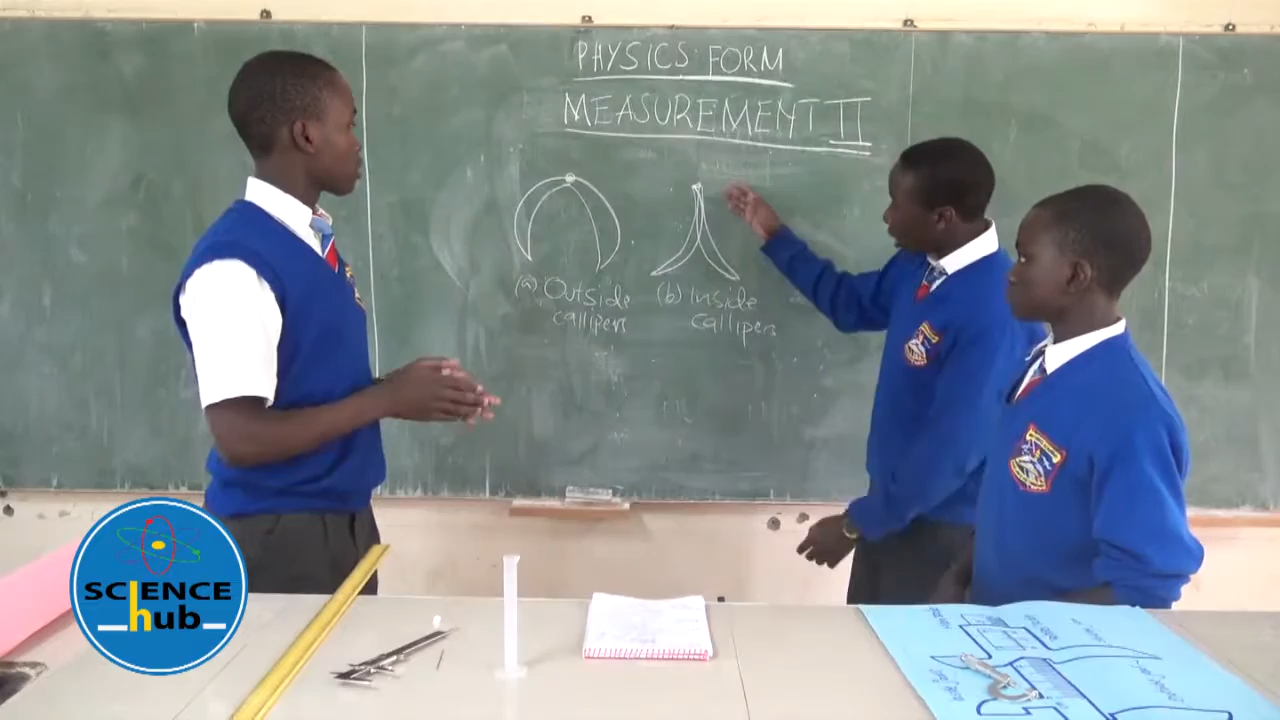 PHYSICS FORM
MEASUREMENT II
(a) Outside
callipers
(b) Inside
callipers
SCIENCE
hub